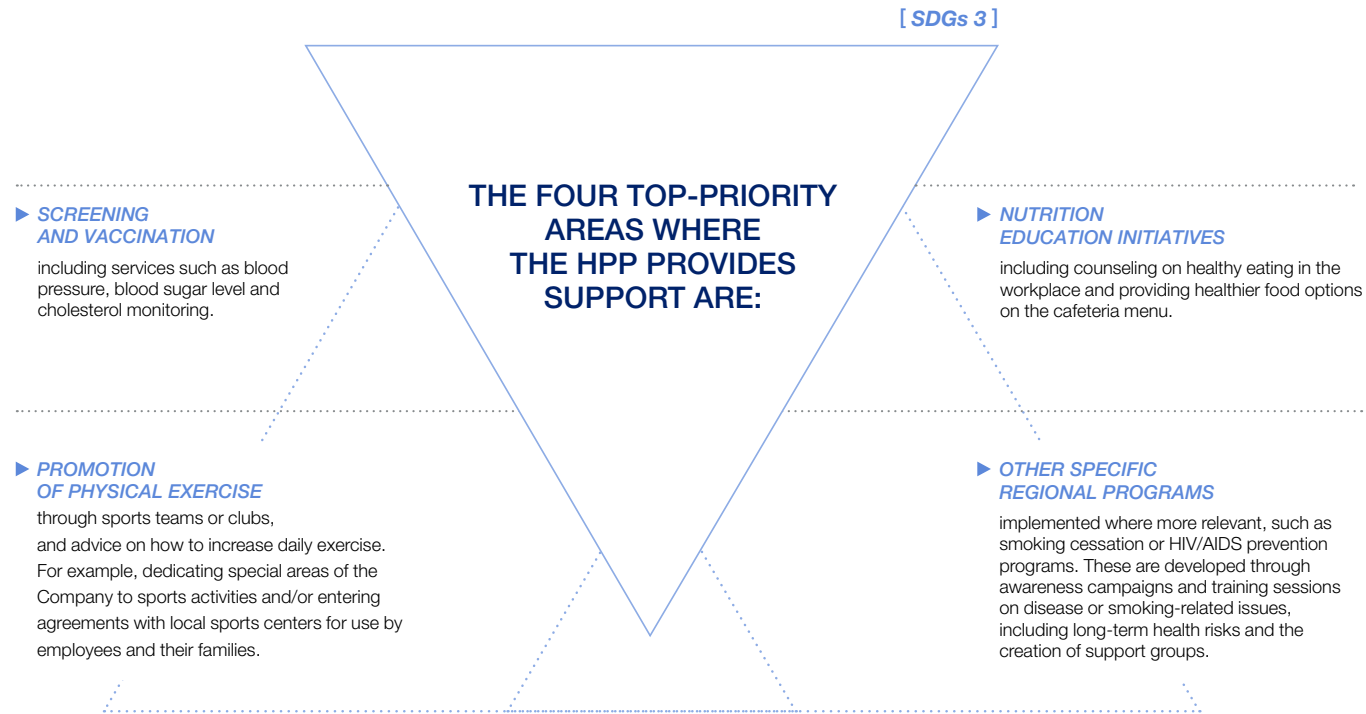 [ SDGs 3 ]
THE FOUR TOP-PRIORITY
AREAS WHERE
THE HPP PROVIDES
SUPPORT ARE:
SCREENING
AND VACCINATION
including services such as blood
pressure, blood sugar level and
cholesterol monitoring.
NUTRITION
EDUCATION INITIATIVES
including counseling on healthy eating in the
workplace and providing healthier food options
on the cafeteria menu.
PROMOTION
OF PHYSICAL EXERCISE
through sports teams or clubs,
and advice on how to increase daily exercise.
For example, dedicating special areas of the
Company to sports activities and/or entering
agreements with local sports centers for use by
employees and their families.
OTHER SPECIFIC
REGIONAL PROGRAMS
implemented where more relevant, such as
smoking cessation or HIV/AIDS prevention
programs. These are developed through
awareness campaigns and training sessions
on disease or smoking-related issues,
including long-term health risks and the
creation of support groups.